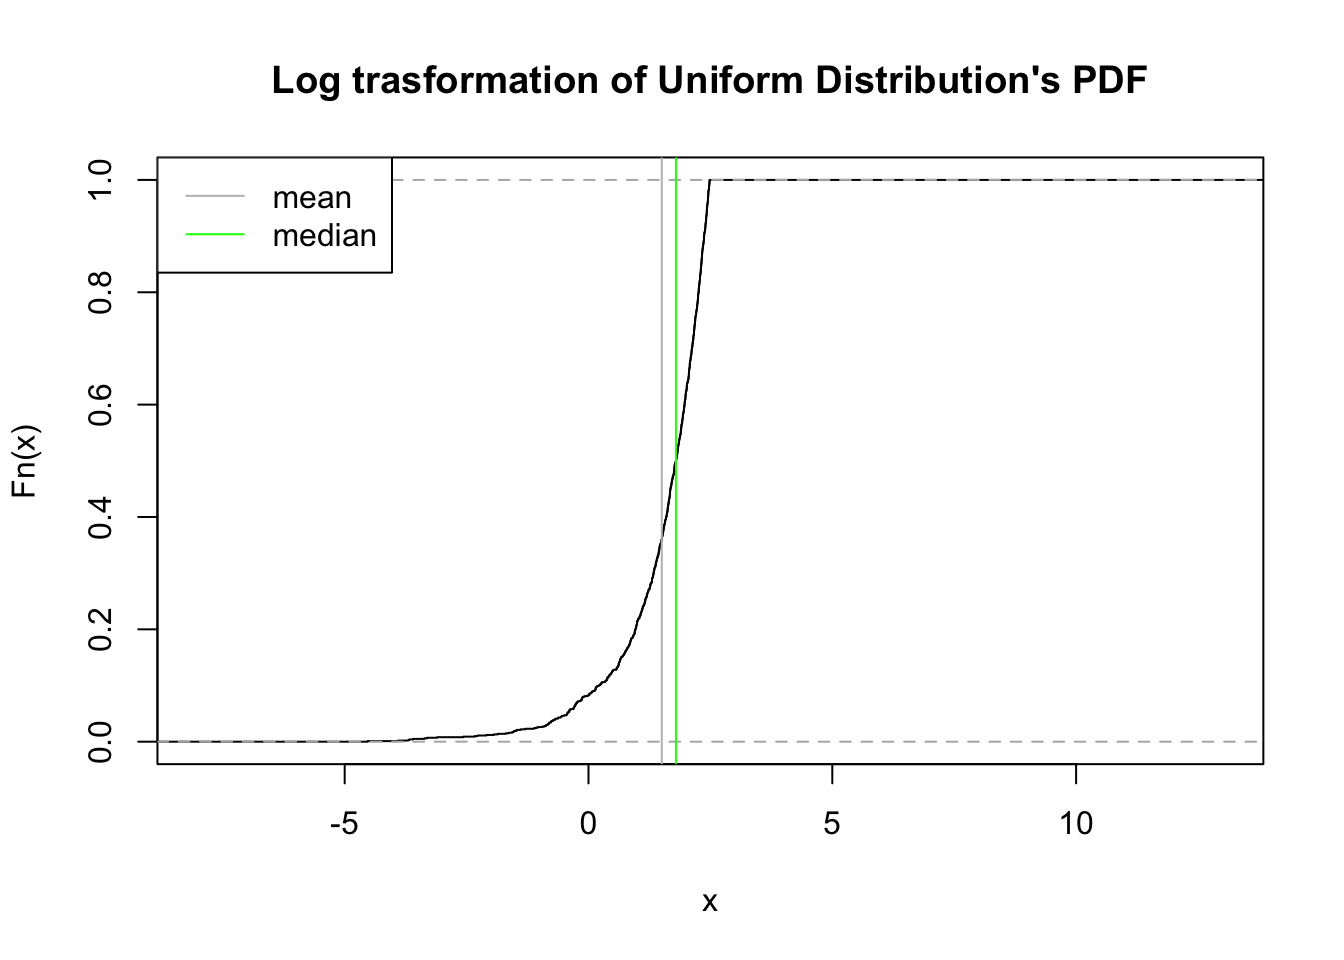 Log trasformation of Uniform Distribution's PDF
mean
median
Fn(x)
1.0
0.8
0.6
0.4
0.2
0.0
-5 0 5 10
x